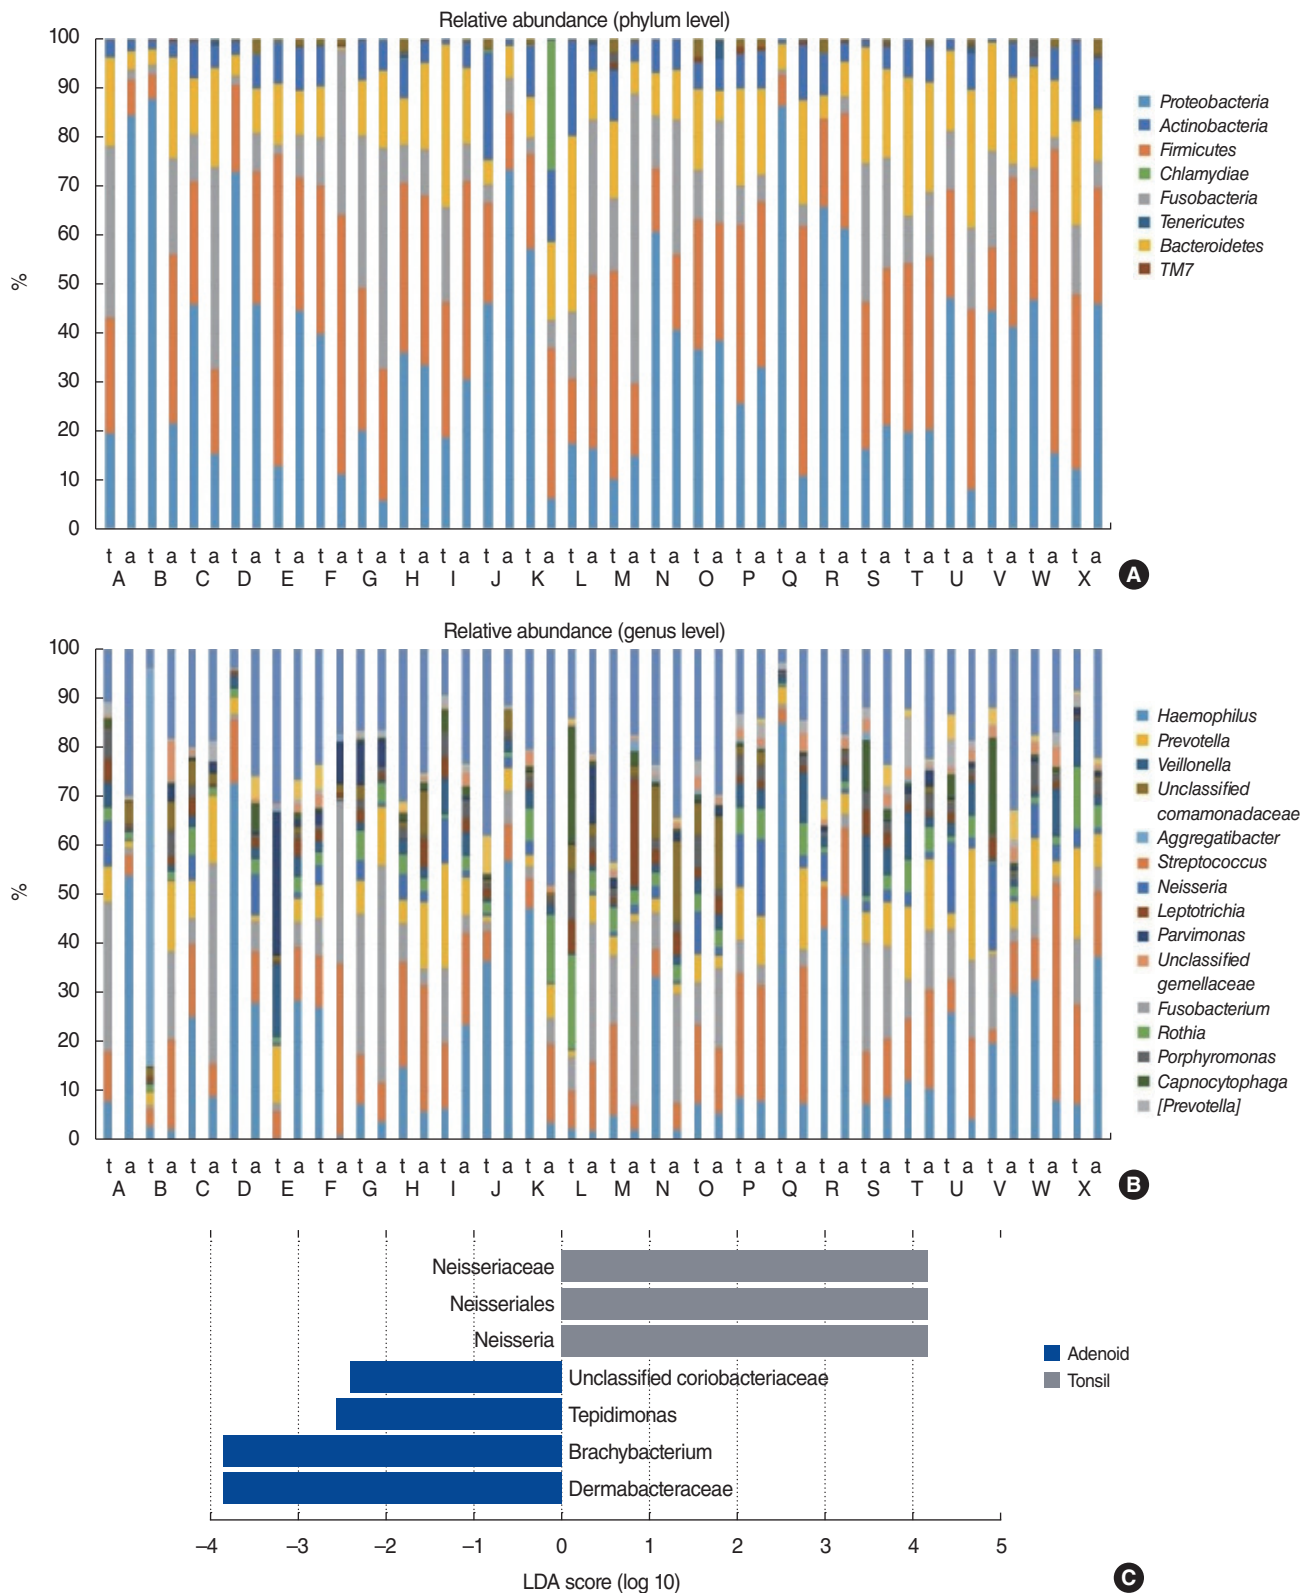 Relative abundance (phylum level)
100
90
80
70
60
50
40
30
20
10
0
%
Proteobacteria
Actinobacteria
Firmicutes
Chlamydiae
Fusobacteria
Tenericutes
Bacteroidetes
TM7
t a t a t a t a t a t a t a t a t a t a t a t a t a t a t a t a t a t a t a t a t a t a t a t a
A B C D E F G H I J K L M N O P Q R S T U V W X
A
Relative abundance (genus level)
100
90
80
70
60
50
40
30
20
10
0
%
Haemophilus
Prevotella
Veillonella
Unclassified
comamonadaceae
Aggregatibacter
Streptococcus
Neisseria
Leptotrichia
Parvimonas
Unclassified
gemellaceae
Fusobacterium
Rothia
Porphyromonas
Capnocytophaga
[Prevotella]
t a t a t a t a t a t a t a t a t a t a t a t a t a t a t a t a t a t a t a t a t a t a t a t a
A B C D E F G H I J K L M N O P Q R S T U V W X
B
Neisseriaceae
Neisseriales
Neisseria
Unclassified coriobacteriaceae
Tepidimonas
Brachybacterium
Dermabacteraceae
Adenoid
Tonsil
–4 –3 –2 –1 0 1 2 3 4 5
LDA score (log 10)
C